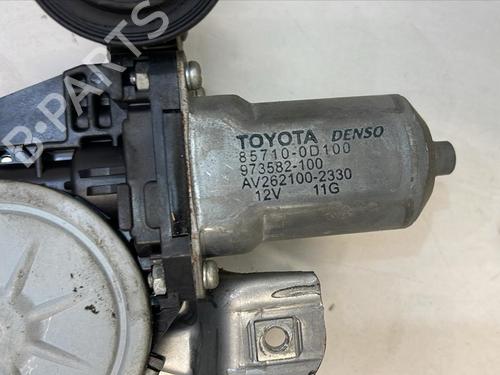 B-PARTS
TOYOTA DENSO
85710-0D100
973582-100
AV262100-2330
12V 11G